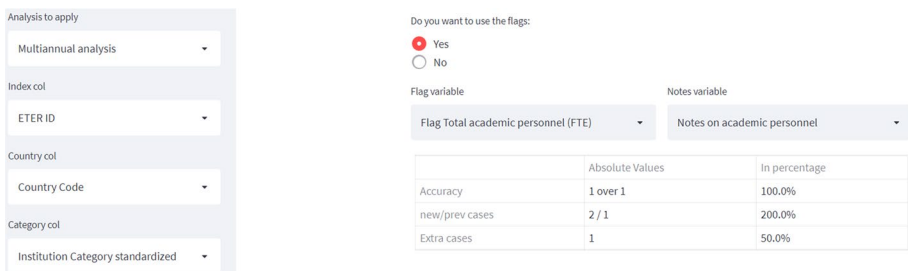 Analysis to apply
Multiannual analysis
Index col
ETER ID
Country col
Country Code
Category col
Institution Category standardized
Do you want to use the flags:
Yes
No
Flag variable Notes variable
Flag Total academic personnel (FTE) Notes on academic personnel
Absolute Values In percentage
Accuracy 1 over 1 100.0%
new/prev cases 2 / 1 200.0%
Extra cases 1 50.0%